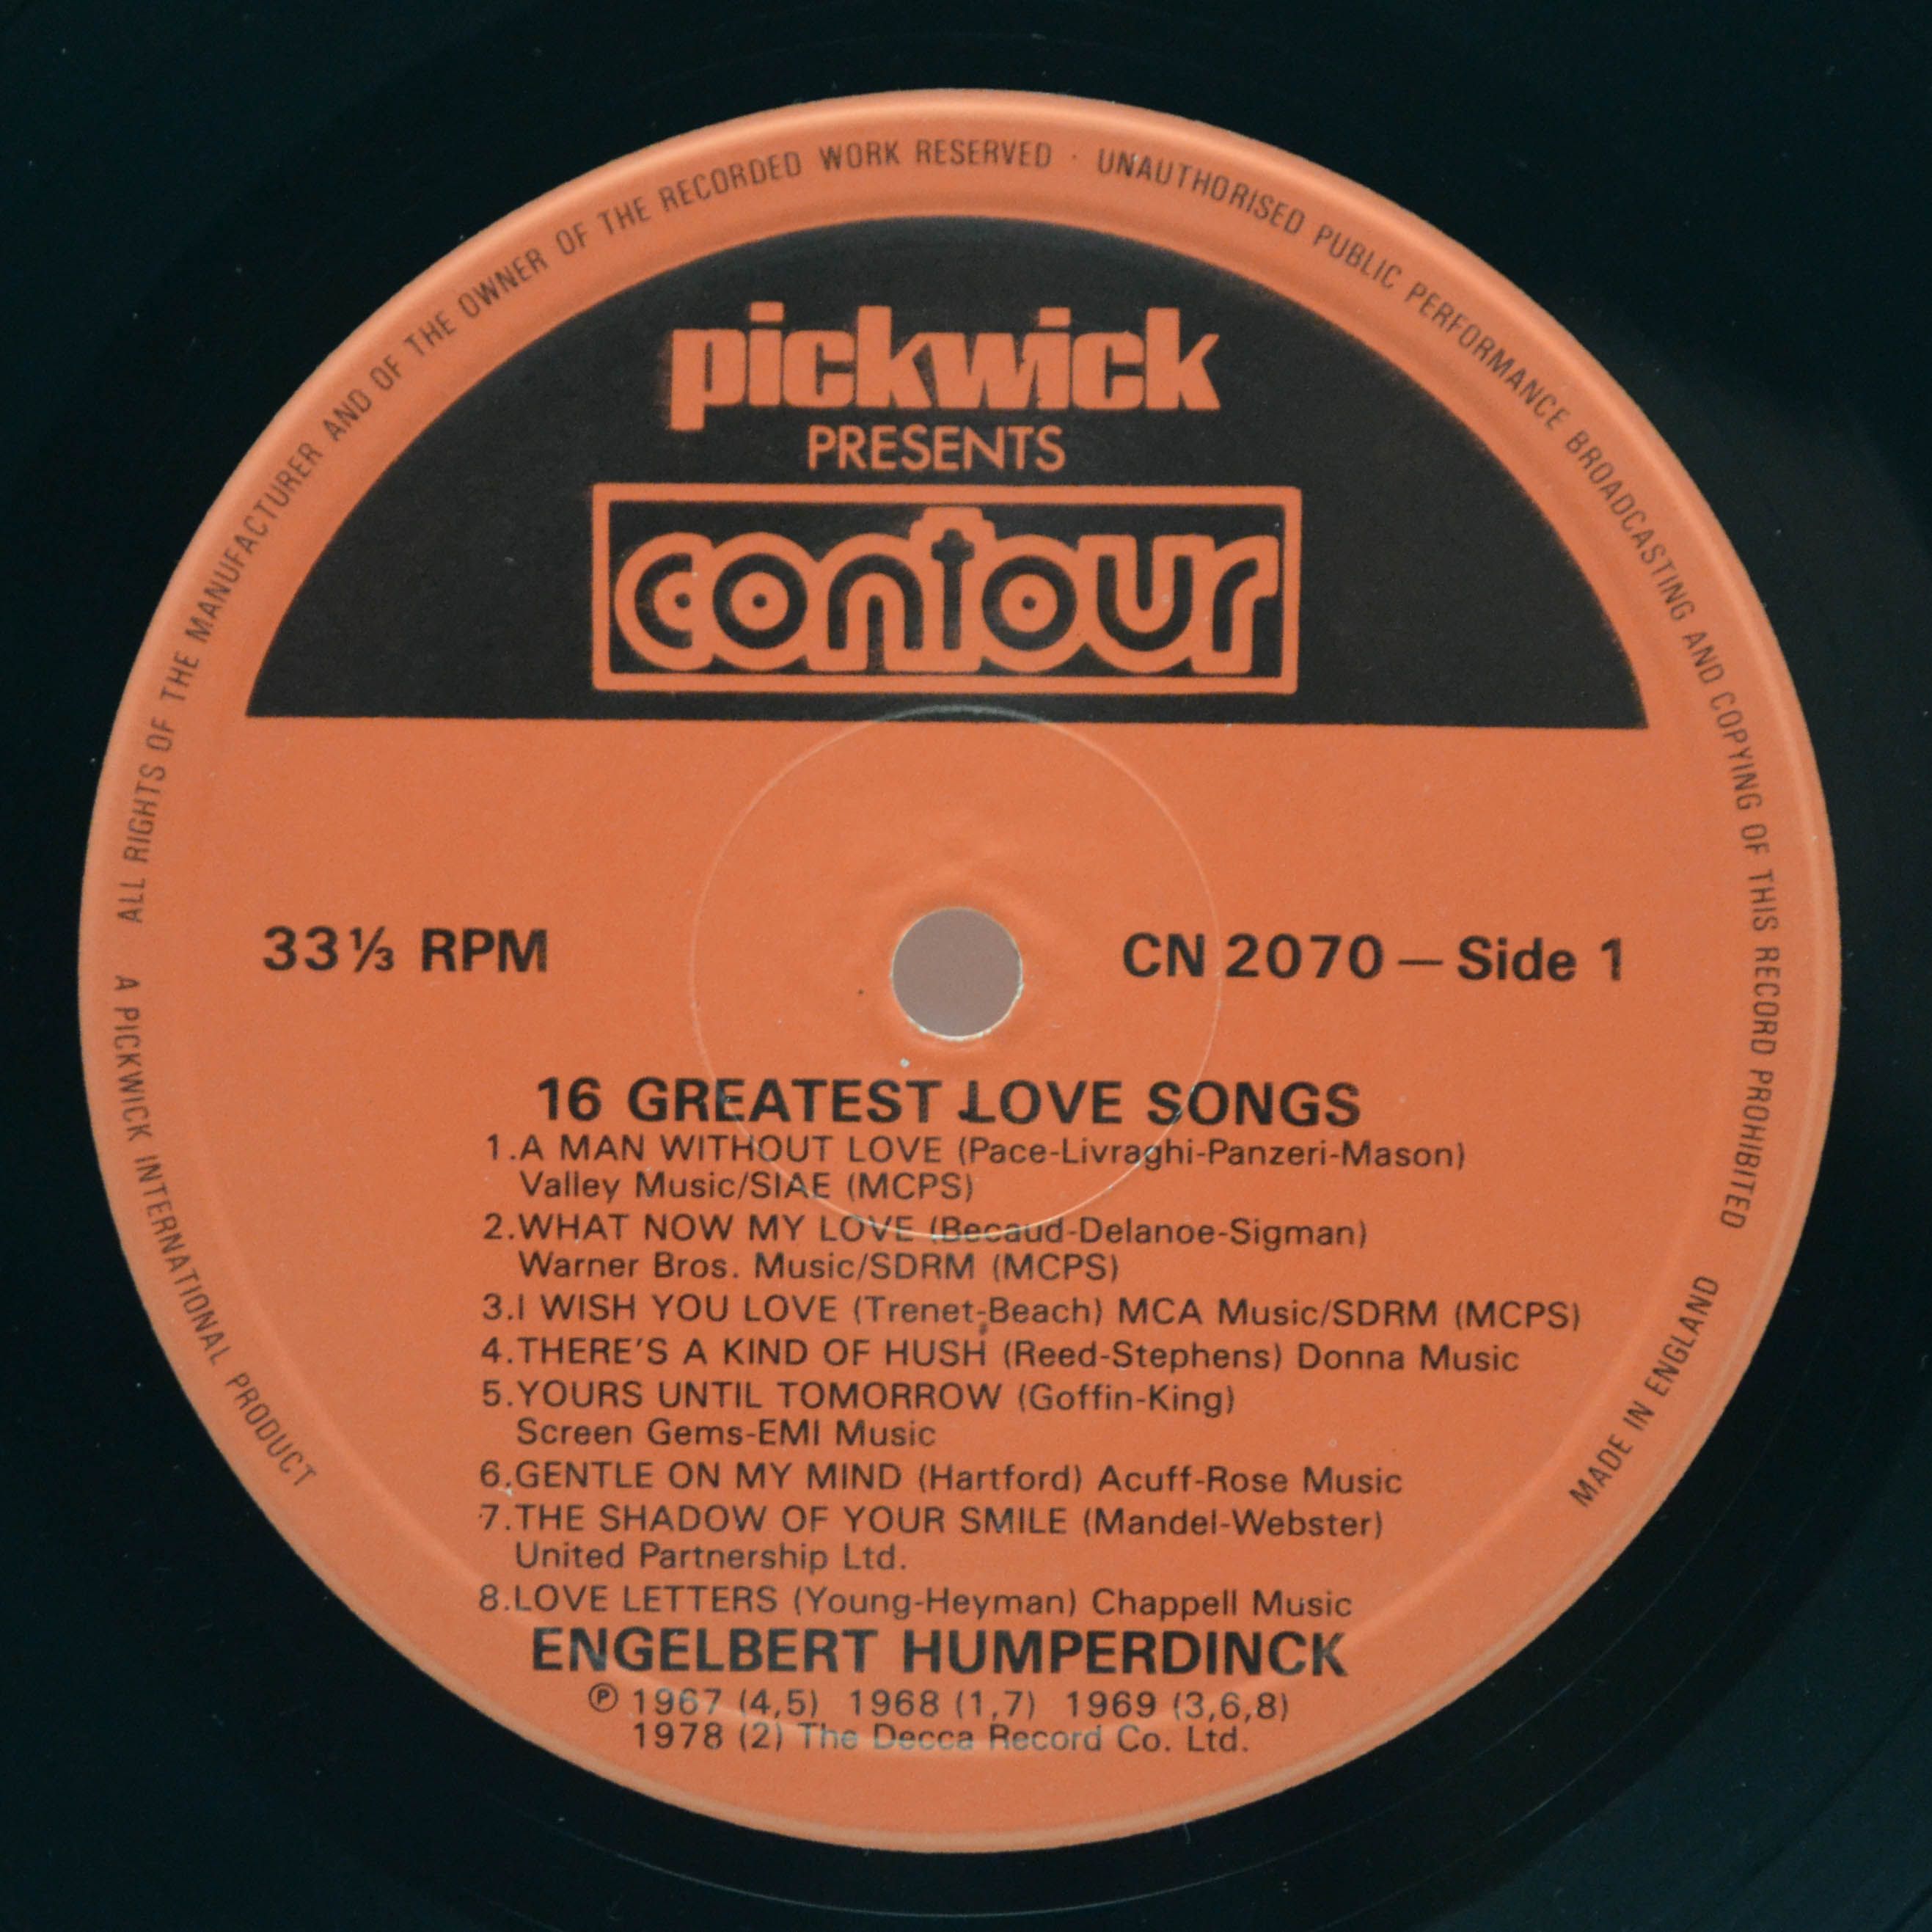 ALL RIGHTS OF THE MANUFACTURER AND OF THE OWNER OF THE RECORDED WORK RESERVED · UNAUTHORISED PUBLIC PERFORMANCE BROADCASTING AND COPYING OF THIS RECORD PROHIBITED
pickwick
PRESENTS
contour
33⅓ RPM
CN 2070 — Side 1
16 GREATEST LOVE SONGS
1.A MAN WITHOUT LOVE (Pace-Livraghi-Panzeri-Mason)
Valley Music/SIAE (MCPS)
2.WHAT NOW MY LOVE (Becaud-Delanoe-Sigman)
Warner Bros. Music/SDRM (MCPS)
3.I WISH YOU LOVE (Trenet-Beach) MCA Music/SDRM (MCPS)
4.THERE'S A KIND OF HUSH (Reed-Stephens) Donna Music
5.YOURS UNTIL TOMORROW (Goffin-King)
Screen Gems-EMI Music
6.GENTLE ON MY MIND (Hartford) Acuff-Rose Music
7.THE SHADOW OF YOUR SMILE (Mandel-Webster)
United Partnership Ltd.
8.LOVE LETTERS (Young-Heyman) Chappell Music
ENGELBERT HUMPERDINCK
℗ 1967 (4,5) 1968 (1,7) 1969 (3,6,8)
1978 (2) The Decca Record Co. Ltd.
A PICKWICK INTERNATIONAL PRODUCT
MADE IN ENGLAND